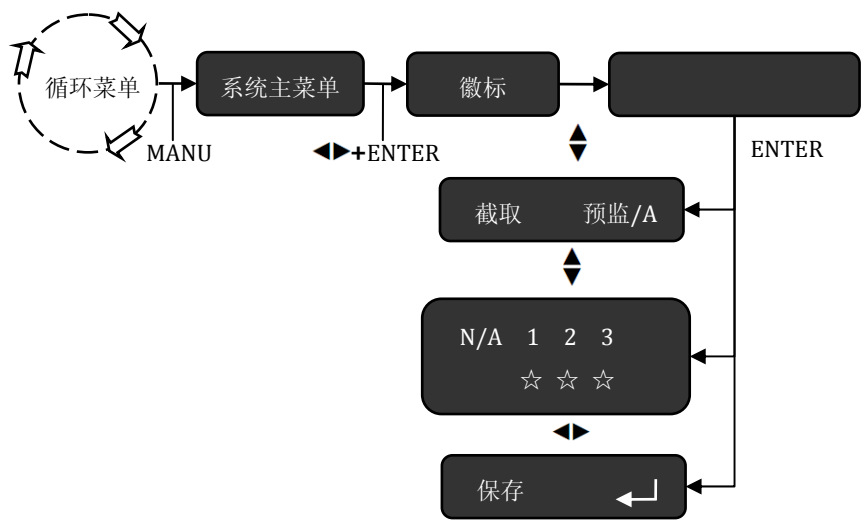 循环菜单
系统主菜单
徽标
MANU
+ENTER
ENTER
截取 预监/A
N/A 1 2 3
保存